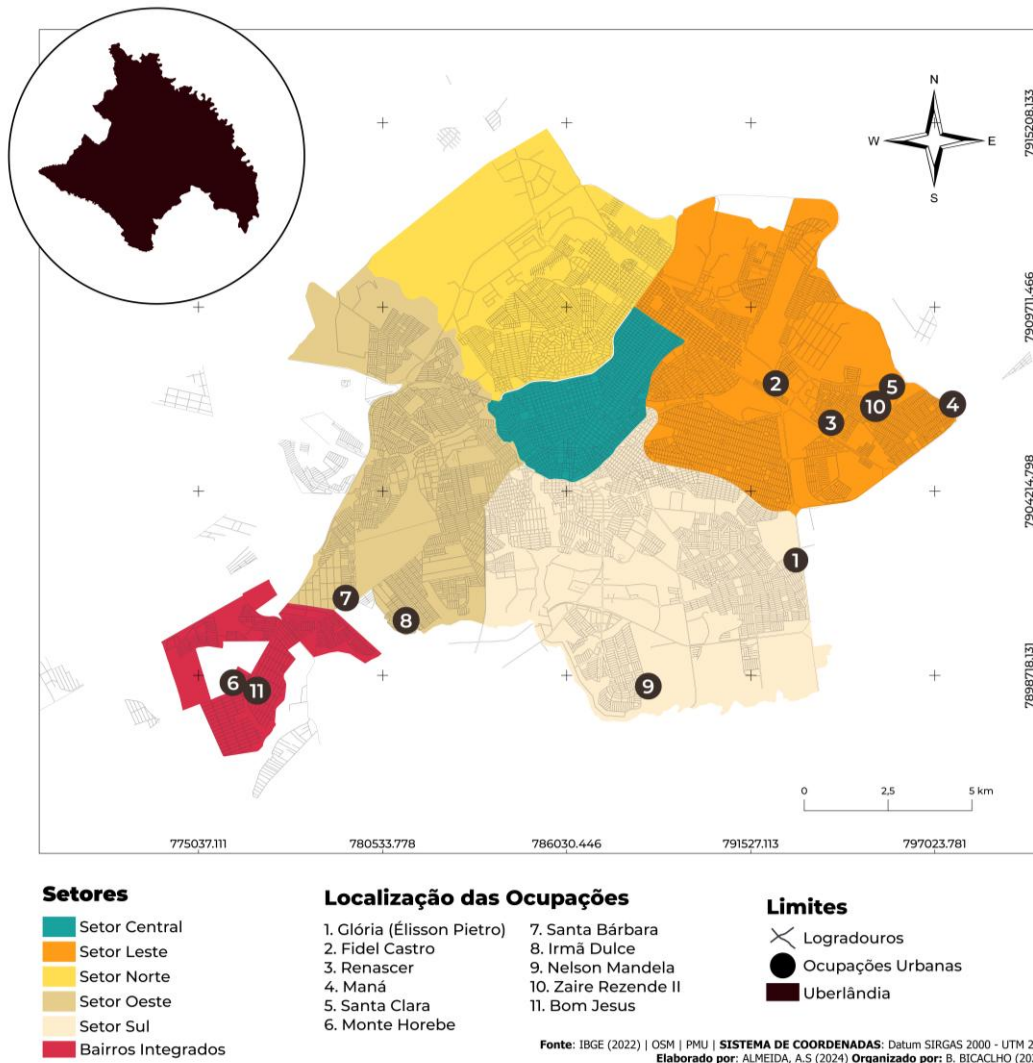 N
W
E
S
7915208.133
7909711.466
7904214.798
7898718.131
2
5
10
4
3
1
7
8
6
11
9
0
2,5
5 km
775037.111
780533.778
786030.446
791527.113
797023.781
Setores
Setor Central
Setor Leste
Setor Norte
Setor Oeste
Setor Sul
Bairros Integrados
Localização das Ocupações
1. Glória (Élisson Pietro)
2. Fidel Castro
3. Renascer
4. Maná
5. Santa Clara
6. Monte Horebe
7. Santa Bárbara
8. Irmã Dulce
9. Nelson Mandela
10. Zaire Rezende II
11. Bom Jesus
Limites
Logradouros
Ocupações Urbanas
Uberlândia
Fonte: IBGE (2022) | OSM | PMU | SISTEMA DE COORDENADAS: Datum SIRGAS 2000 - UTM 2
Elaborado por: ALMEIDA, A.S (2024) Organizado por: B. BICACLHO (20